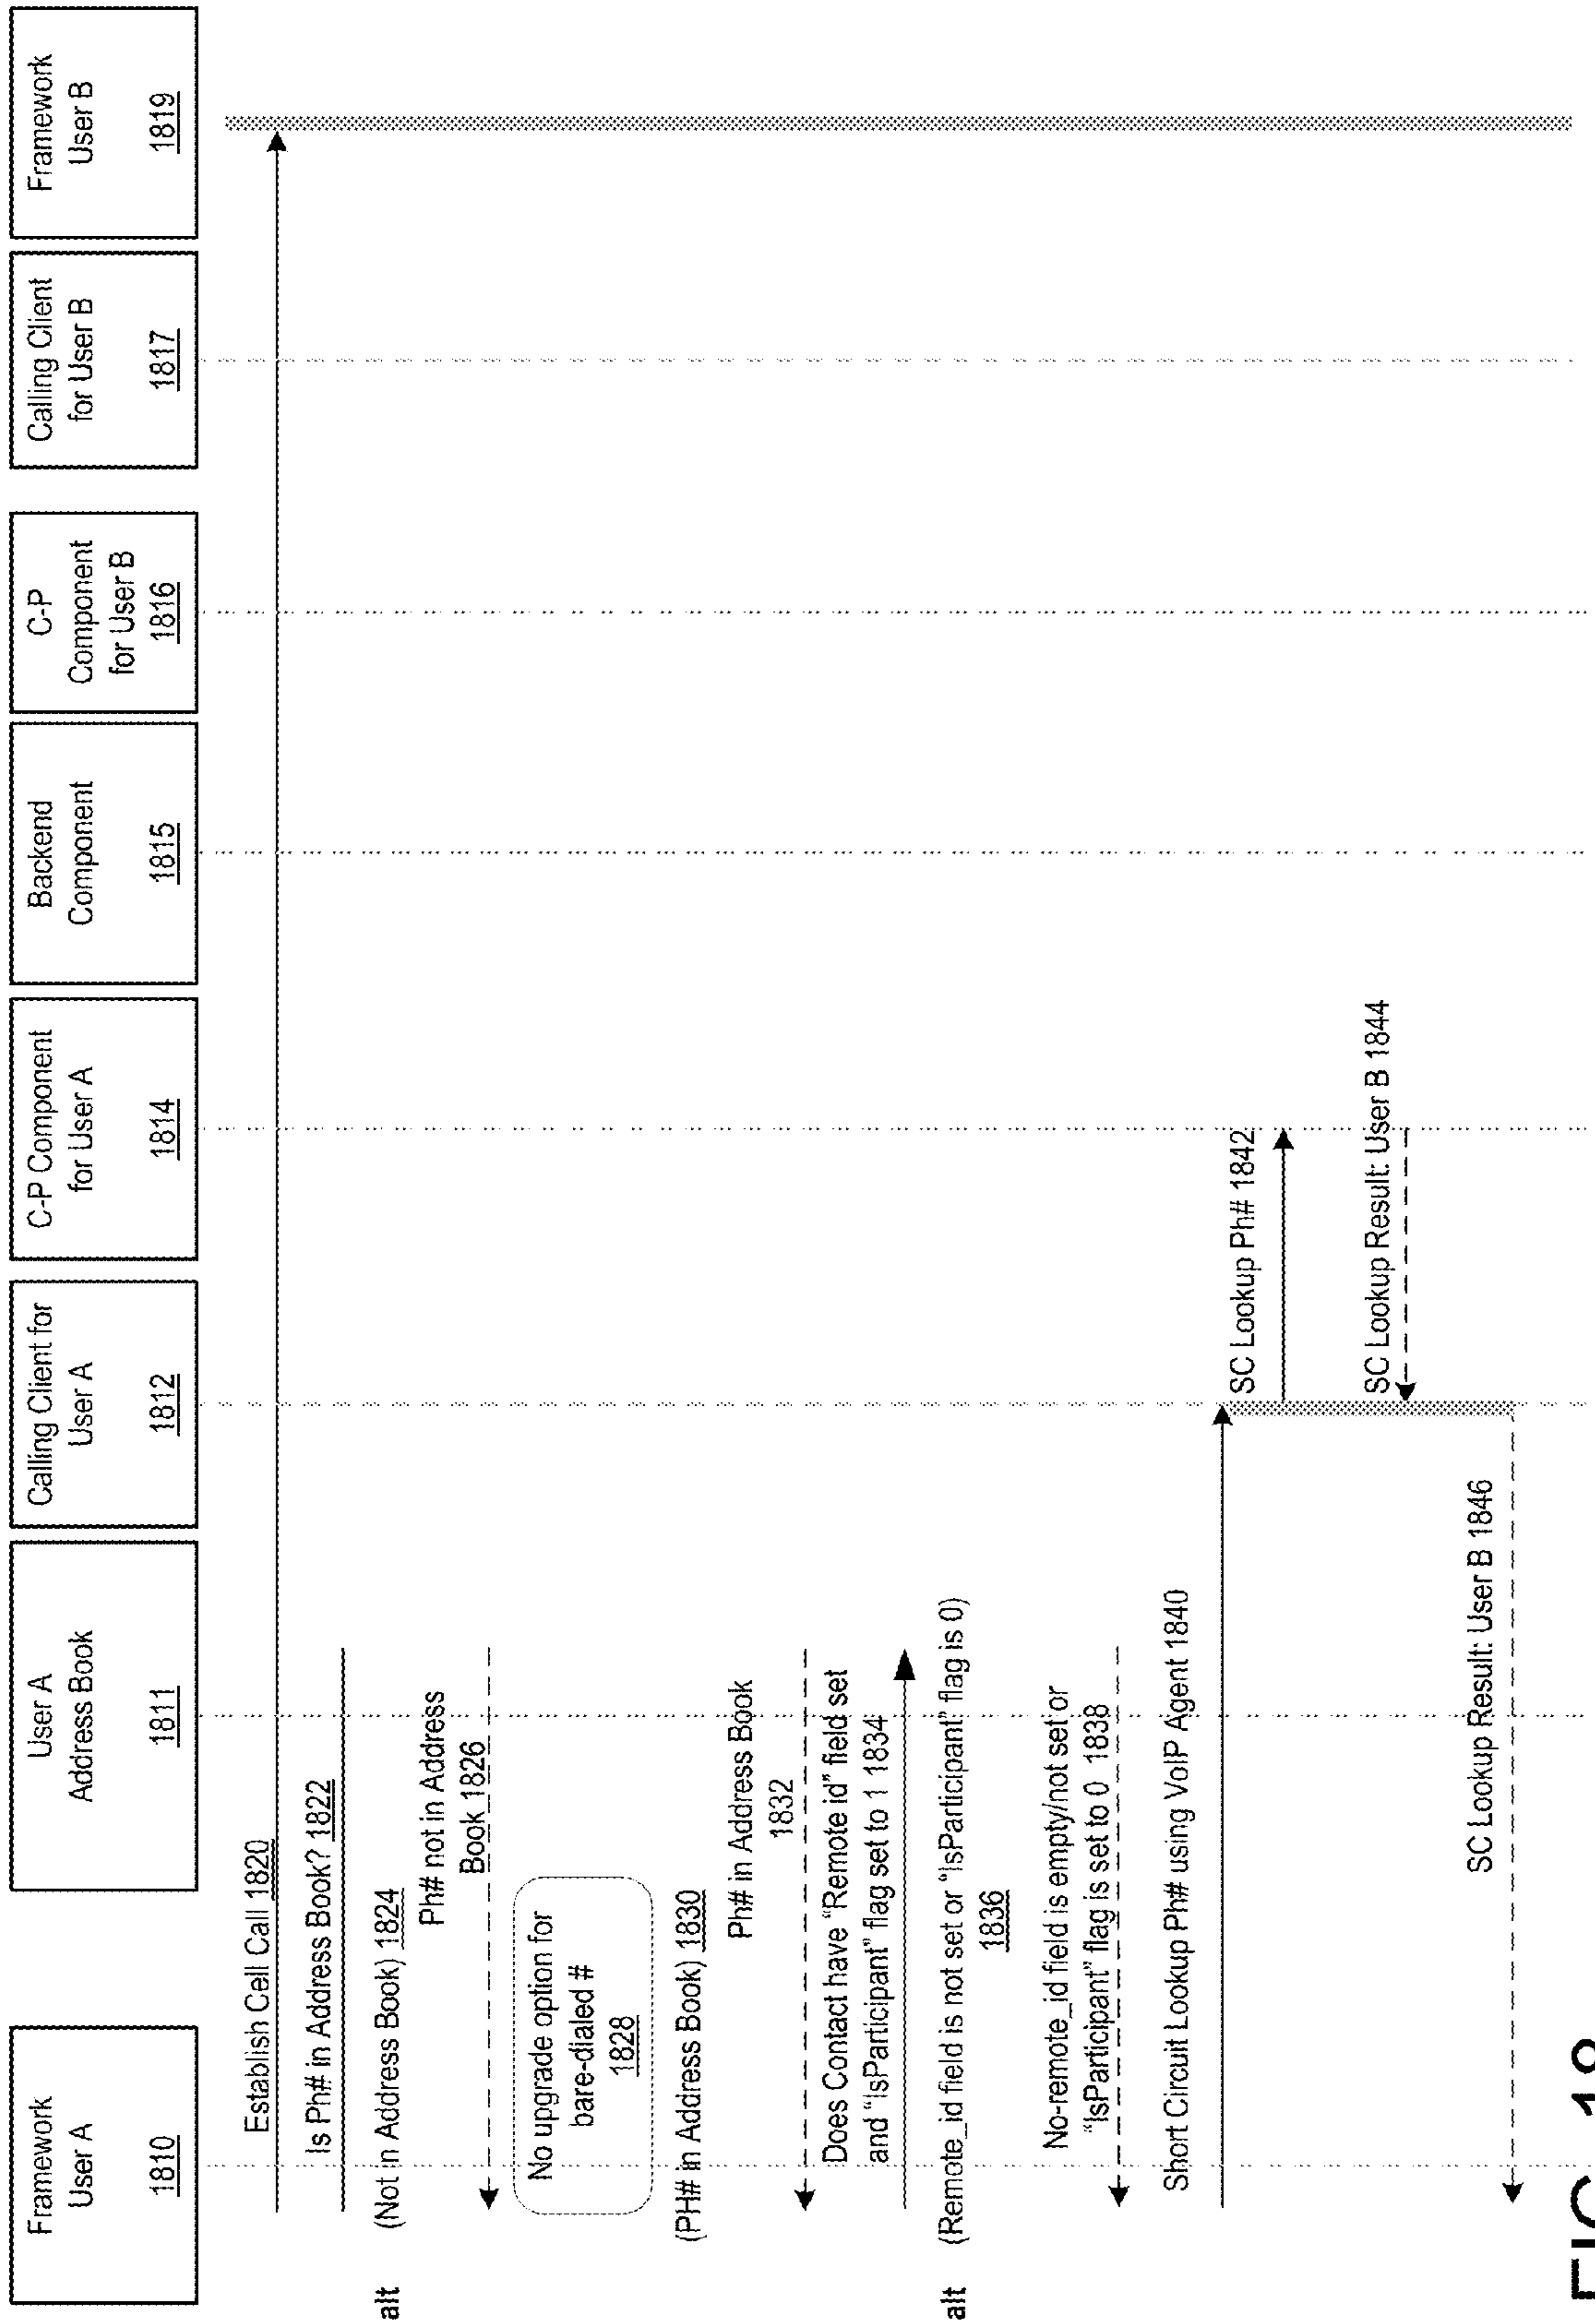 Framework
User A
1810
User A
Address Book
1811
Calling Client for
User A
1812
C-P Component
for User A
1814
Backend
Component
1815
C-P
Component
for User B
1816
Calling Client
for User B
1817
Framework
User B
1819
Establish Cell Call 1820
Is Ph# in Address Book? 1822
alt (Not in Address Book) 1824
Ph# not in Address
Book 1826
No upgrade option for
bare-dialed #
1828
(PH# in Address Book) 1830
Ph# in Address Book
1832
Does Contact have "Remote id" field set
and "IsParticipant" flag set to 1 1834
alt (Remote_id field is not set or "IsParticipant" flag is 0)
1836
No-remote_id field is empty/not set or
"IsParticipant" flag is set to 0 1838
Short Circuit Lookup Ph# using VoIP Agent 1840
SC Lookup Ph# 1842
SC Lookup Result: User B 1844
SC Lookup Result: User B 1846
FIG. 18